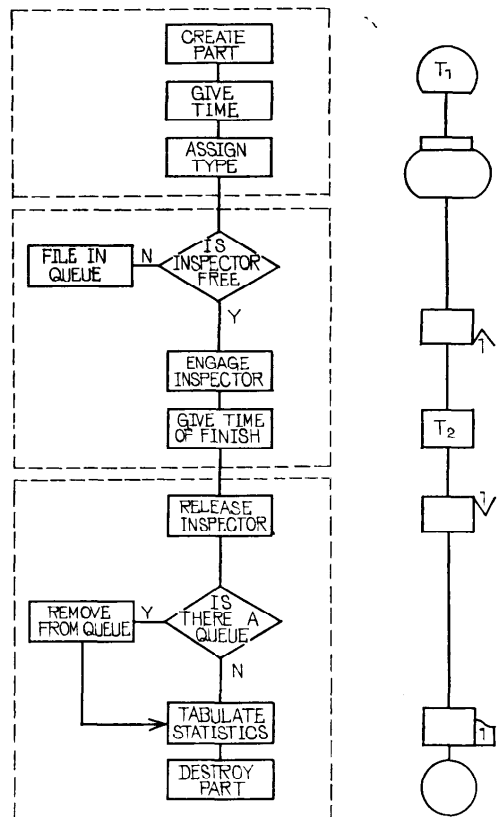 CREATE
PART
GIVE
TIME
ASSIGN
TYPE
IS
INSPECTOR
FREE
N
FILE IN
QUEUE
Y
ENGAGE
INSPECTOR
GIVE TIME
OF FINISH
RELEASE
INSPECTOR
IS
THERE A
QUEUE
Y
REMOVE
FROM QUEUE
N
TABULATE
STATISTICS
DESTROY
PART
T1
1
T2
1
1